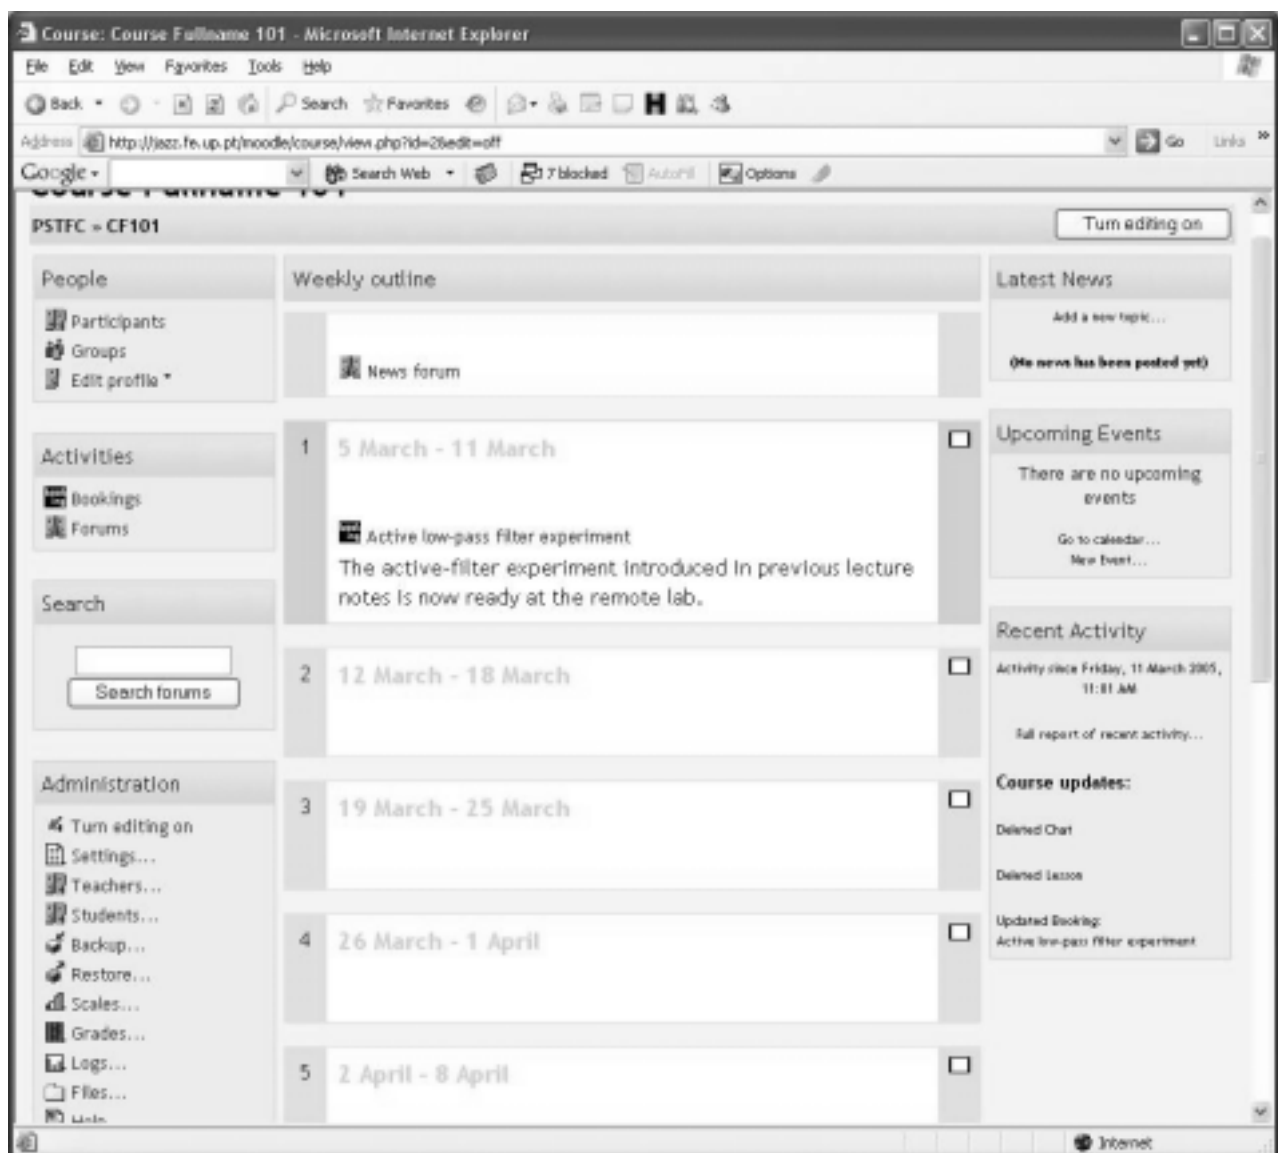 Course: Course Fullname 101 - Microsoft Internet Explorer
File Edit View Favorites Tools Help
Back Search Favorites
Address http://jazz.fe.up.pt/moodle/course/view.php?id=2&edit=off Go Links »
Google Search Web 7 blocked AutoFill Options
Course Fullname 101
PSTFC » CF101 Turn editing on
People
Participants
Groups
Edit profile *
Activities
Bookings
Forums
Search
Search forums
Administration
Turn editing on
Settings...
Teachers...
Students...
Backup...
Restore...
Scales...
Grades...
Logs...
Files...
Help
Weekly outline
News forum
1 5 March - 11 March
Active low-pass filter experiment
The active-filter experiment introduced in previous lecture
notes is now ready at the remote lab.
2 12 March - 18 March
3 19 March - 25 March
4 26 March - 1 April
5 2 April - 8 April
Latest News
Add a new topic...
(No news has been posted yet)
Upcoming Events
There are no upcoming
events
Go to calendar...
New Event...
Recent Activity
Activity since Friday, 11 March 2005,
11:01 AM
Full report of recent activity...
Course updates:
Deleted Chat
Deleted Lesson
Updated Booking:
Active low-pass filter experiment
Internet